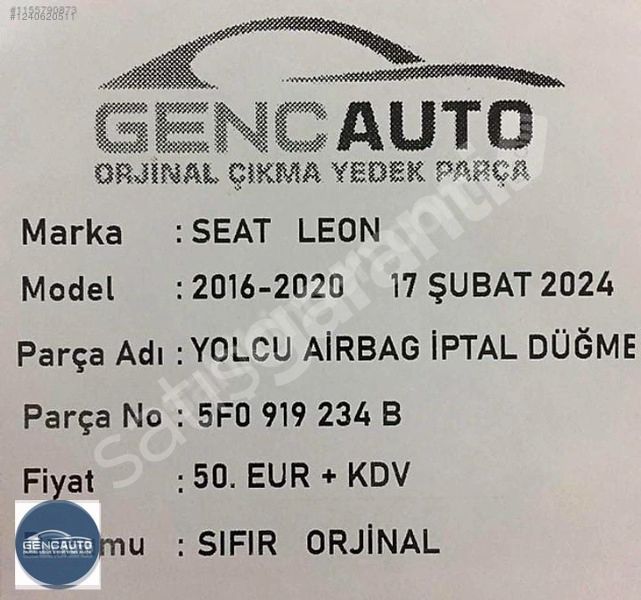 #1155790873
#1240620511
GENCAUTO
ORJİNAL ÇIKMA YEDEK PARÇA
Marka : SEAT LEON
Model : 2016-2020 17 ŞUBAT 2024
Parça Adı : YOLCU AİRBAG İPTAL DÜĞME
Parça No : 5F0 919 234 B
Fiyat : 50. EUR + KDV
mu : SIFIR ORJİNAL
GENCAUTO
satışgaranti